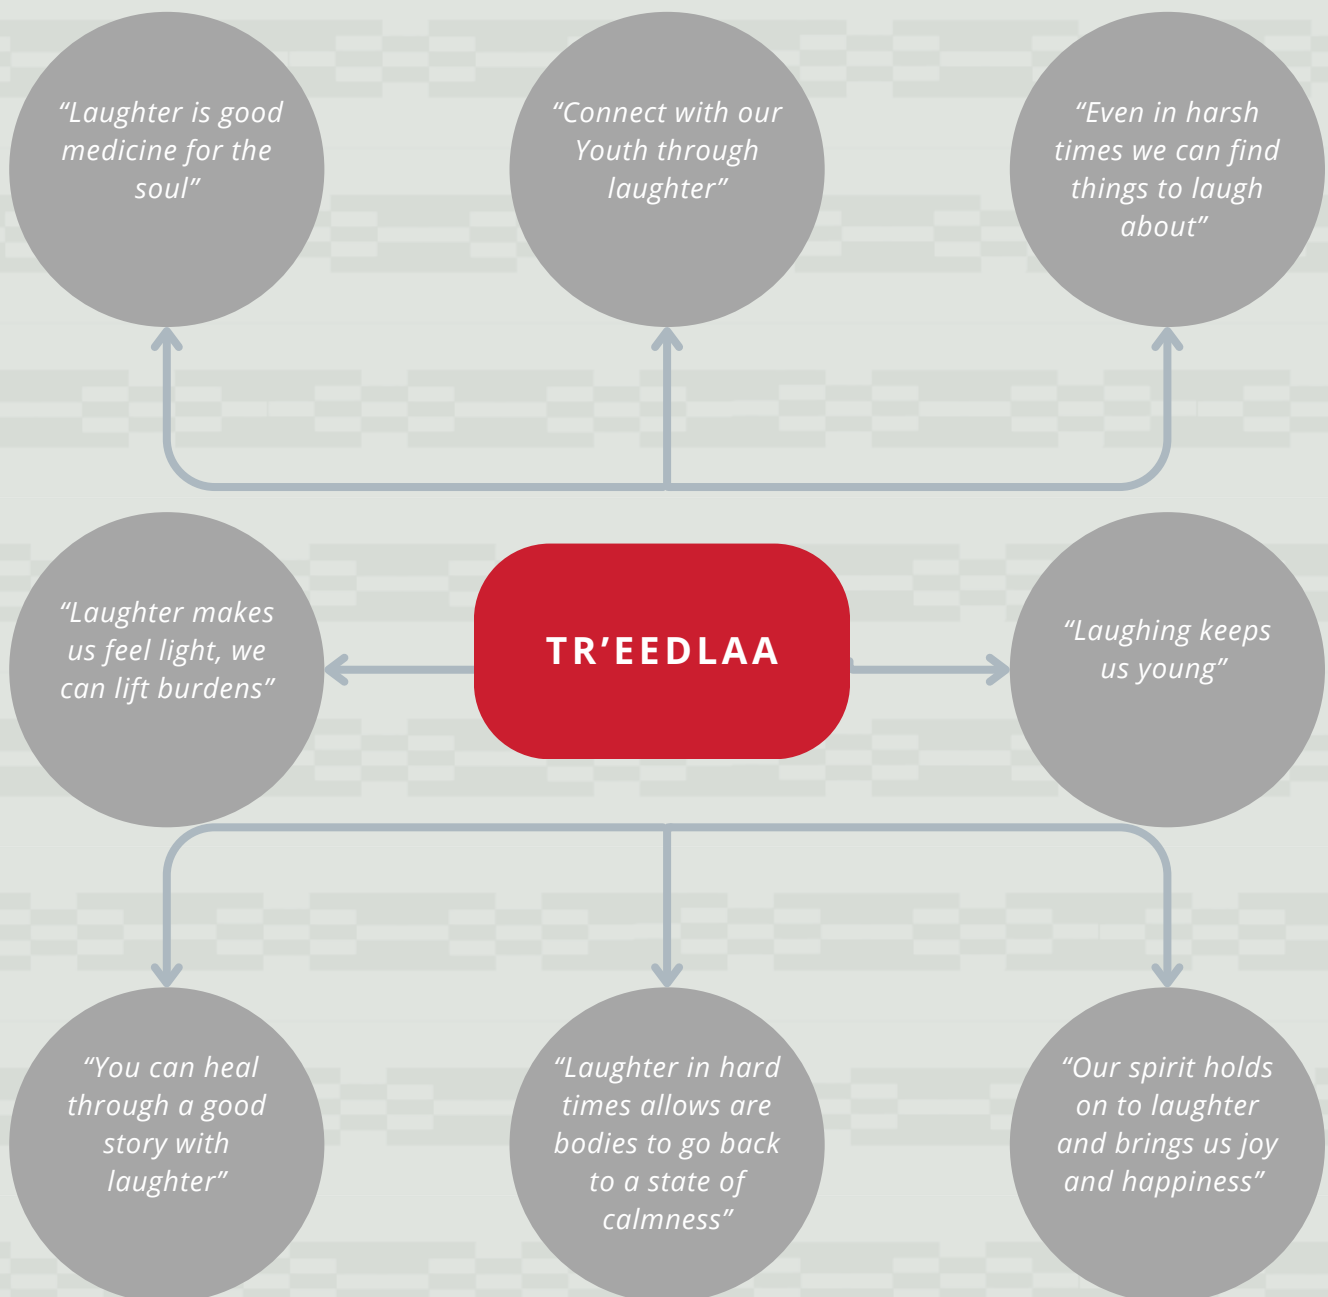 “Laughter is good
medicine for the
soul”
“Connect with our
Youth through
laughter”
“Even in harsh
times we can find
things to laugh
about”
“Laughter makes
us feel light, we
can lift burdens”
TR’EEDLAA
“Laughing keeps
us young”
“You can heal
through a good
story with
laughter”
“Laughter in hard
times allows are
bodies to go back
to a state of
calmness”
“Our spirit holds
on to laughter
and brings us joy
and happiness”